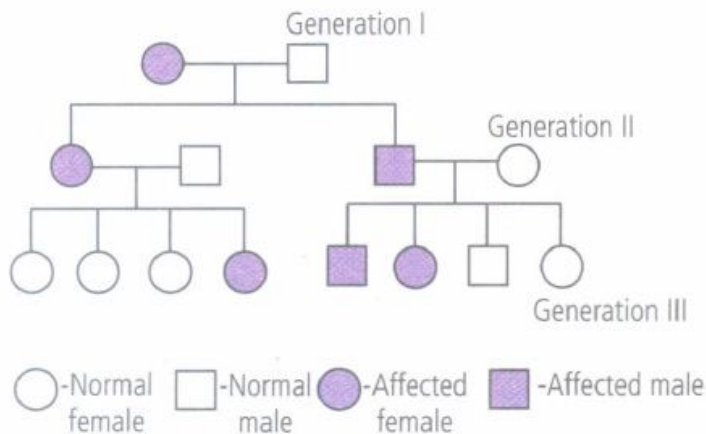 Generation I
Generation II
Generation III
-Normal female
-Normal male
-Affected female
-Affected male